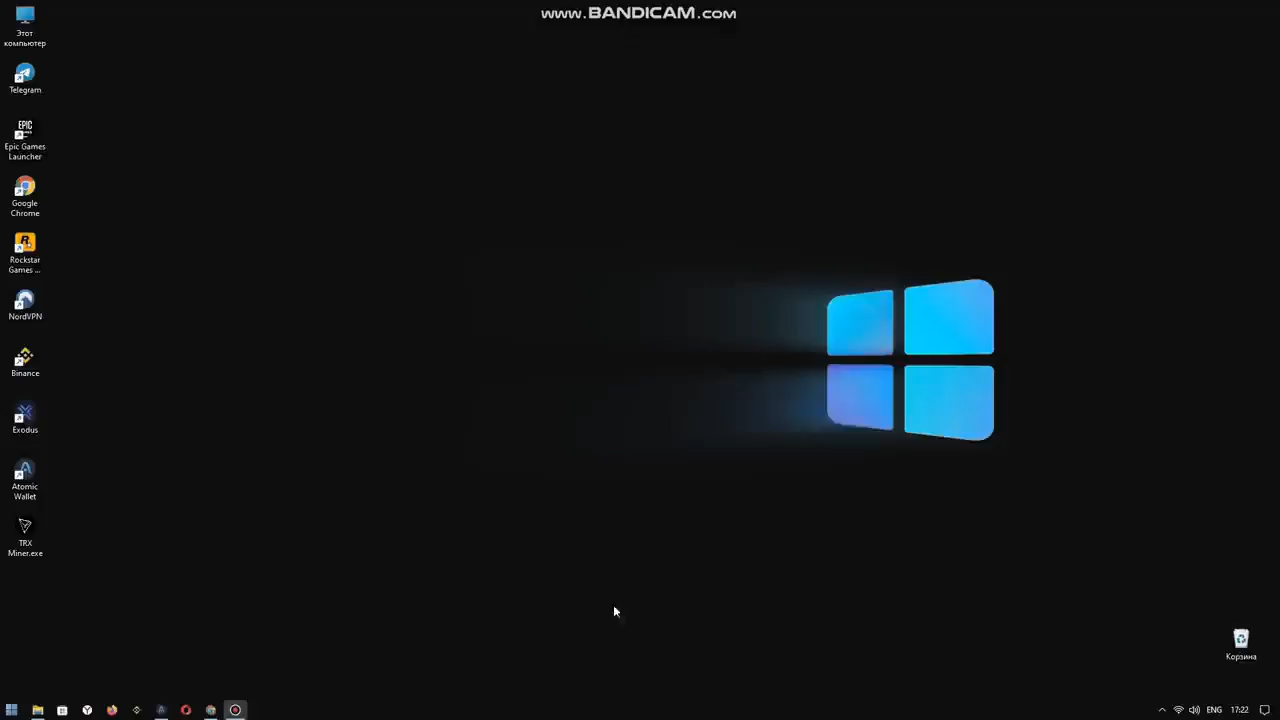 www.BANDICAM.com
Этот
компьютер
Telegram
EPIC
Epic Games
Launcher
Google
Chrome
Rockstar
Games ...
NordVPN
Binance
Exodus
Atomic
Wallet
TRX
Miner.exe
Корзина
ENG
17:22